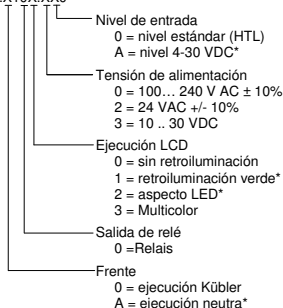 Nivel de entrada
0 = nivel estándar (HTL)
A = nivel 4-30 VDC*
Tensión de alimentación
0 = 100… 240 V AC ± 10%
2 = 24 VAC +/- 10%
3 = 10 .. 30 VDC
Ejecución LCD
0 = sin retroiluminación
1 = retroiluminación verde*
2 = aspecto LED*
3 = Multicolor
Salida de relé
0 =Relais
Frente
0 = ejecución Kübler
A = ejecución neutra*